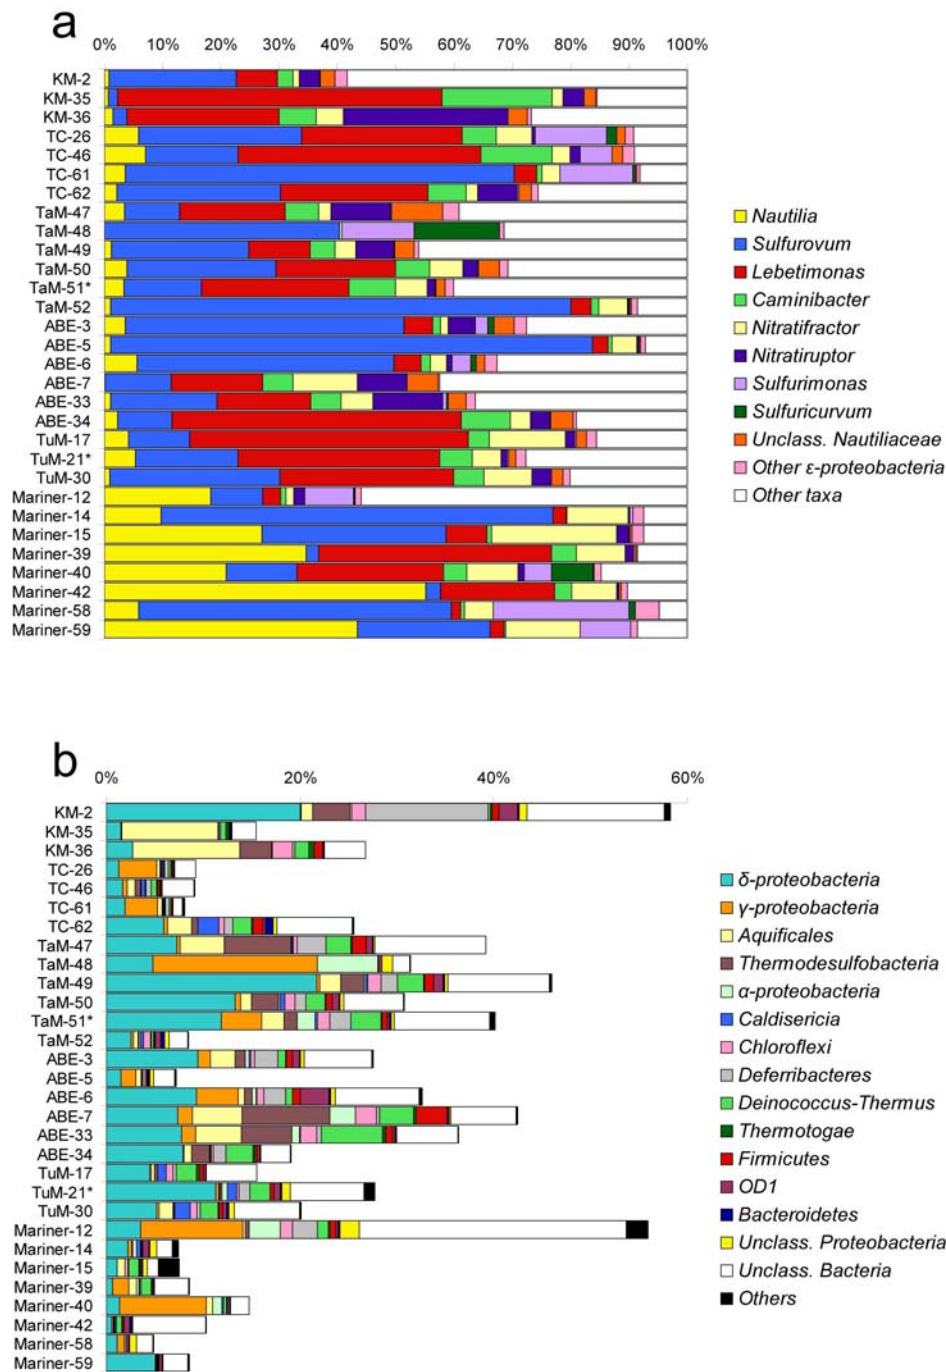 a
0% 10% 20% 30% 40% 50% 60% 70% 80% 90% 100%
KM-2
KM-35
KM-36
TC-26
TC-46
TC-61
TC-62
TaM-47
TaM-48
TaM-49
TaM-50
TaM-51*
TaM-52
ABE-3
ABE-5
ABE-6
ABE-7
ABE-33
ABE-34
TuM-17
TuM-21*
TuM-30
Mariner-12
Mariner-14
Mariner-15
Mariner-39
Mariner-40
Mariner-42
Mariner-58
Mariner-59
Nautilia
Sulfurovum
Lebetimonas
Caminibacter
Nitratifractor
Nitratiruptor
Sulfurimonas
Sulfuricurvum
Unclass. Nautiliaceae
Other ε-proteobacteria
Other taxa
b
0% 20% 40% 60%
KM-2
KM-35
KM-36
TC-26
TC-46
TC-61
TC-62
TaM-47
TaM-48
TaM-49
TaM-50
TaM-51*
TaM-52
ABE-3
ABE-5
ABE-6
ABE-7
ABE-33
ABE-34
TuM-17
TuM-21*
TuM-30
Mariner-12
Mariner-14
Mariner-15
Mariner-39
Mariner-40
Mariner-42
Mariner-58
Mariner-59
δ-proteobacteria
γ-proteobacteria
Aquificales
Thermodesulfobacteria
α-proteobacteria
Caldisericia
Chloroflexi
Deferribacteres
Deinococcus-Thermus
Thermotogae
Firmicutes
OD1
Bacteroidetes
Unclass. Proteobacteria
Unclass. Bacteria
Others